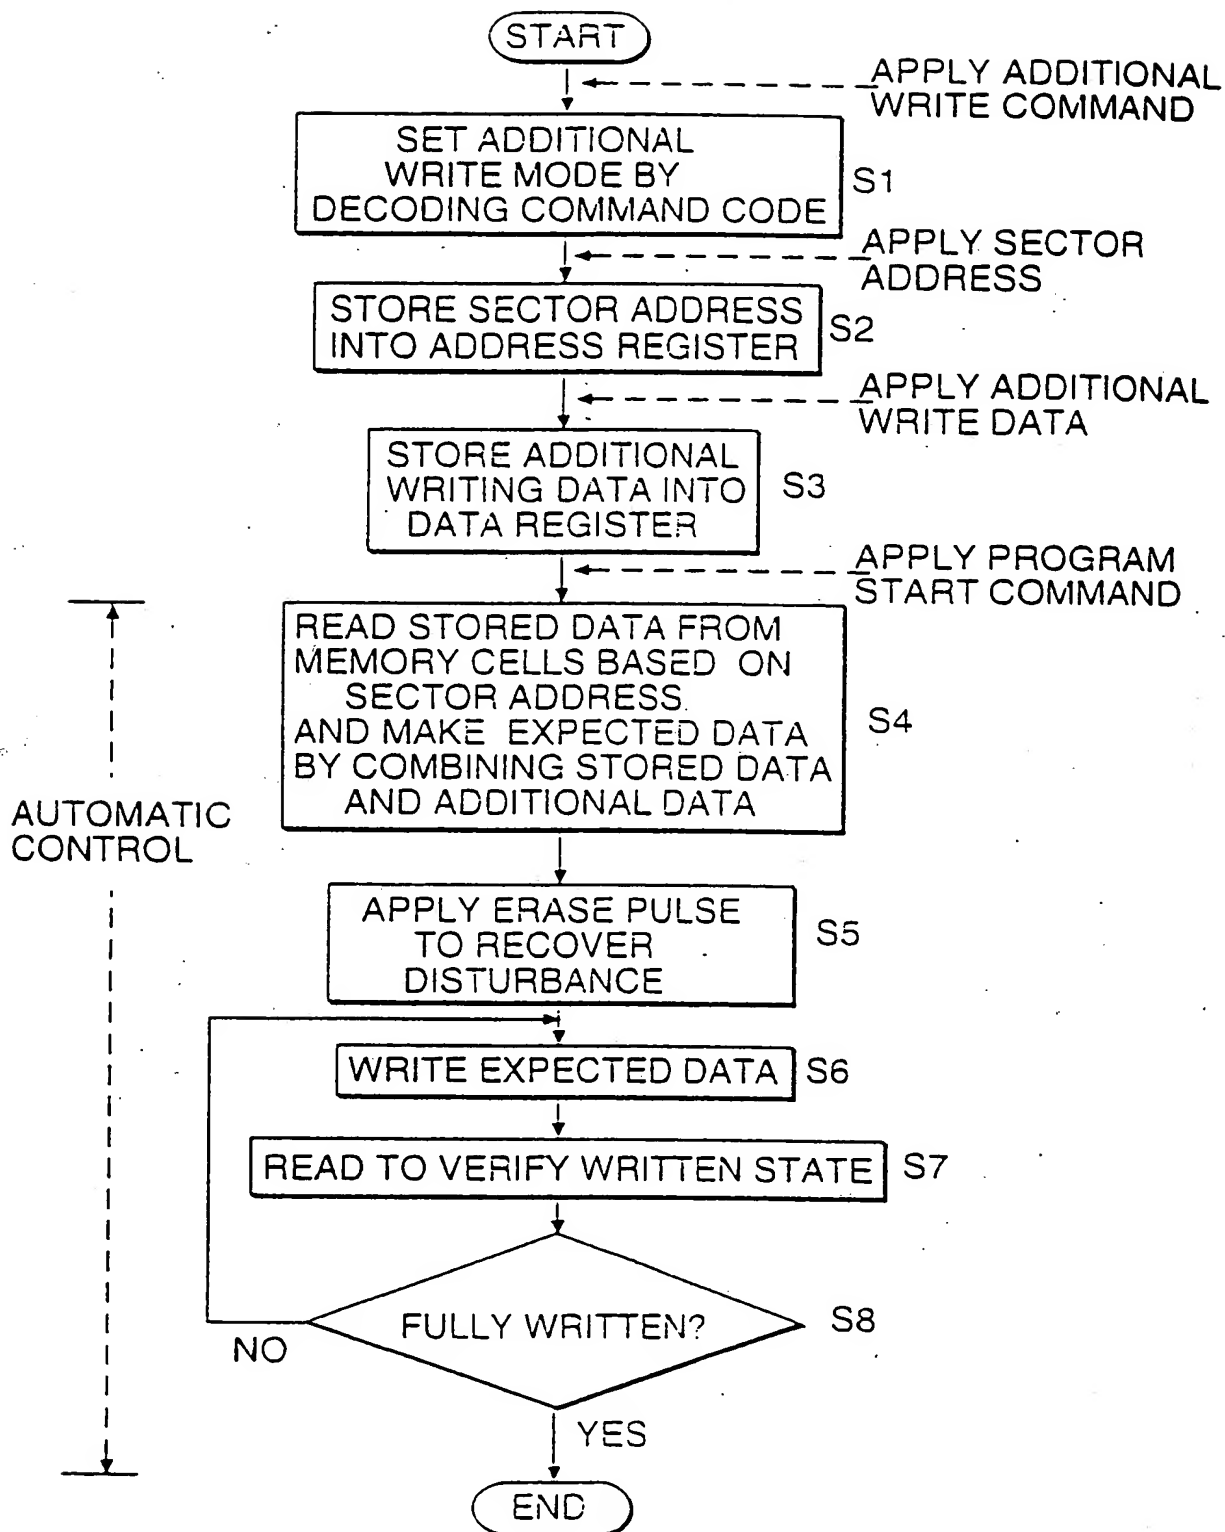 START
APPLY ADDITIONAL
WRITE COMMAND
SET ADDITIONAL
WRITE MODE BY
DECODING COMMAND CODE
S1
APPLY SECTOR
ADDRESS
STORE SECTOR ADDRESS
INTO ADDRESS REGISTER
S2
APPLY ADDITIONAL
WRITE DATA
STORE ADDITIONAL
WRITING DATA INTO
DATA REGISTER
S3
APPLY PROGRAM
START COMMAND
READ STORED DATA FROM
MEMORY CELLS BASED ON
SECTOR ADDRESS
AND MAKE EXPECTED DATA
BY COMBINING STORED DATA
AND ADDITIONAL DATA
S4
AUTOMATIC
CONTROL
APPLY ERASE PULSE
TO RECOVER
DISTURBANCE
S5
WRITE EXPECTED DATA
S6
READ TO VERIFY WRITTEN STATE
S7
FULLY WRITTEN?
S8
NO
YES
END